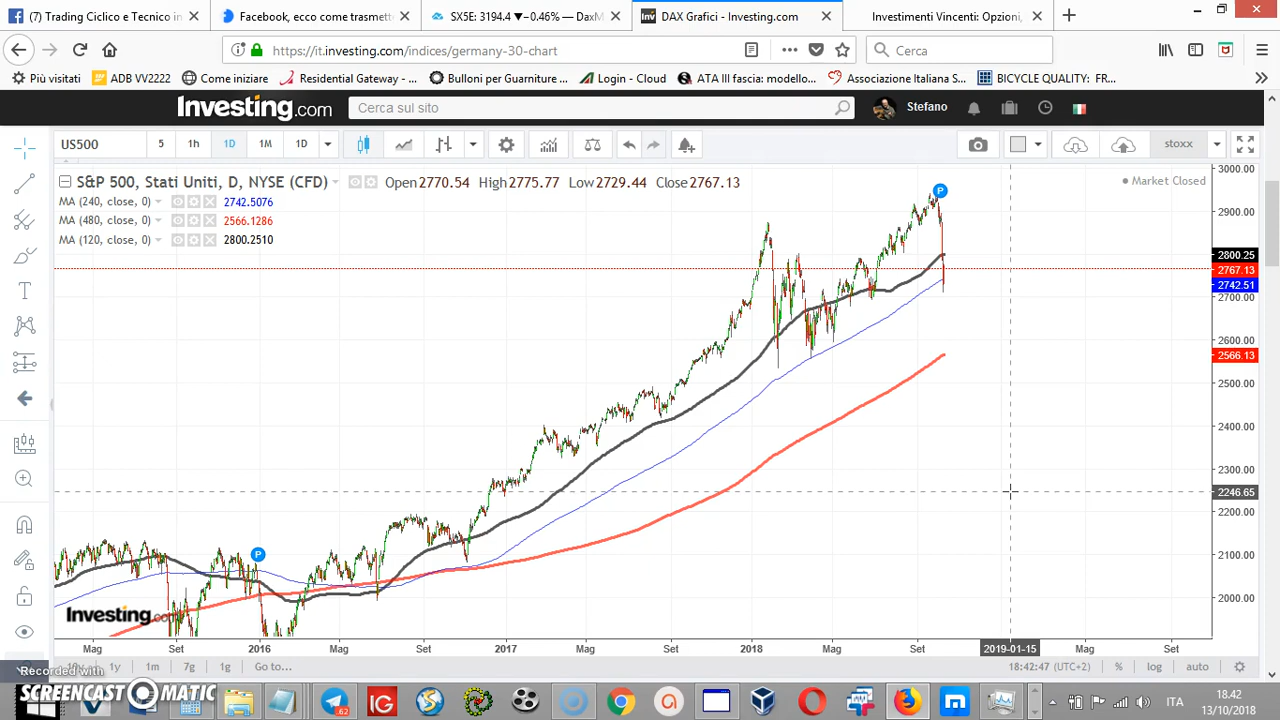 (7) Trading Ciclico e Tecnico in
Facebook, ecco come trasmett
SX5E: 3194.4 ▼−0.46% — DaxM
DAX Grafici - Investing.com
Investimenti Vincenti: Opzioni,
https://it.investing.com/indices/germany-30-chart
Cerca
Più visitati
ADB VV2222
Come iniziare
Residential Gateway - ...
Bulloni per Guarniture ...
Login - Cloud
ATA III fascia: modello...
Associazione Italiana S...
BICYCLE QUALITY: FR...
Investing.com
Cerca sul sito
Stefano
US500
5
1h
1D
1M
1D
stoxx
S&P 500, Stati Uniti, D, NYSE (CFD)
Open 2770.54 High 2775.77 Low 2729.44 Close 2767.13
Market Closed
MA (240, close, 0) 2742.5076
MA (480, close, 0) 2566.1286
MA (120, close, 0) 2800.2510
P
P
3000.00
2900.00
2800.25
2767.13
2742.51
2700.00
2600.00
2566.13
2500.00
2400.00
2300.00
2246.65
2200.00
2100.00
2000.00
Investing
Mag
Set
2016
Mag
Set
2017
Mag
Set
2018
Mag
Set
2019-01-15
Mag
Set
1y
1m
7g
1g
Go to...
18:42:47 (UTC+2)
%
log
auto
Recorded with
SCREENCAST MATIC
62
IG
ITA
18.42
13/10/2018